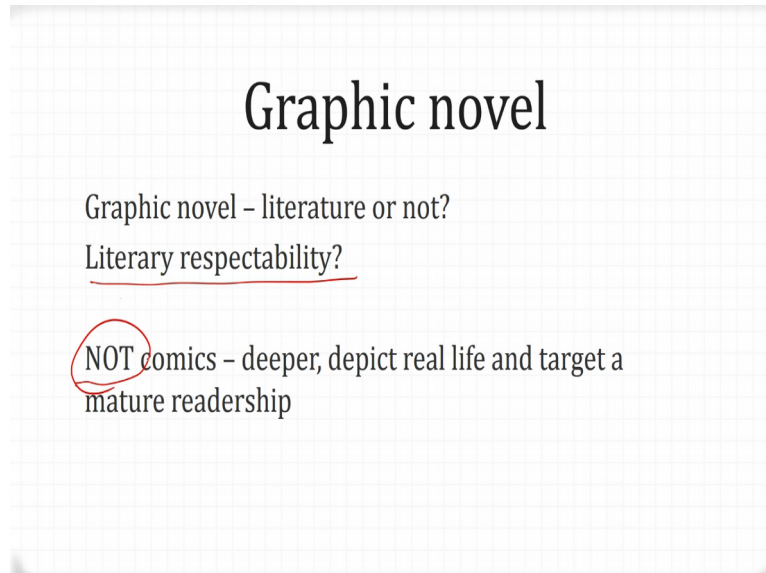 Graphic novel
Graphic novel – literature or not?
Literary respectability?
NOT comics – deeper, depict real life and target a
mature readership